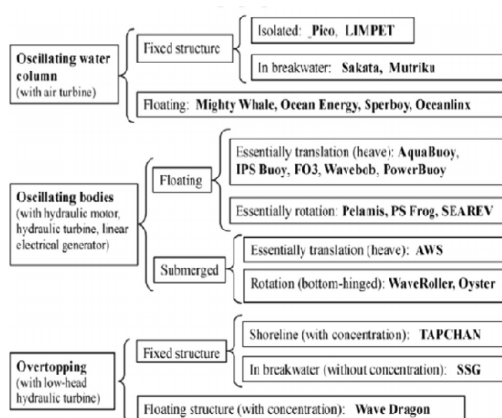 Isolated: Pico, LIMPET
Fixed structure
Oscillating water
column
(with air turbine)
In breakwater: Sakata, Mutriku
Floating: Mighty Whale, Ocean Energy, Sperboy, Oceanlinx
Essentially translation (heave): AquaBuoy,
IPS Buoy, FO3, Wavebob, PowerBuoy
Floating
Oscillating bodies
(with hydraulic motor,
hydraulic turbine, linear
electrical generator)
Essentially rotation: Pelamis, PS Frog, SEAREV
Essentially translation (heave): AWS
Submerged
Rotation (bottom-hinged): WaveRoller, Oyster
Shoreline (with concentration): TAPCHAN
Fixed structure
Overtopping
(with low-head
hydraulic turbine)
In breakwater (without concentration): SSG
Floating structure (with concentration): Wave Dragon